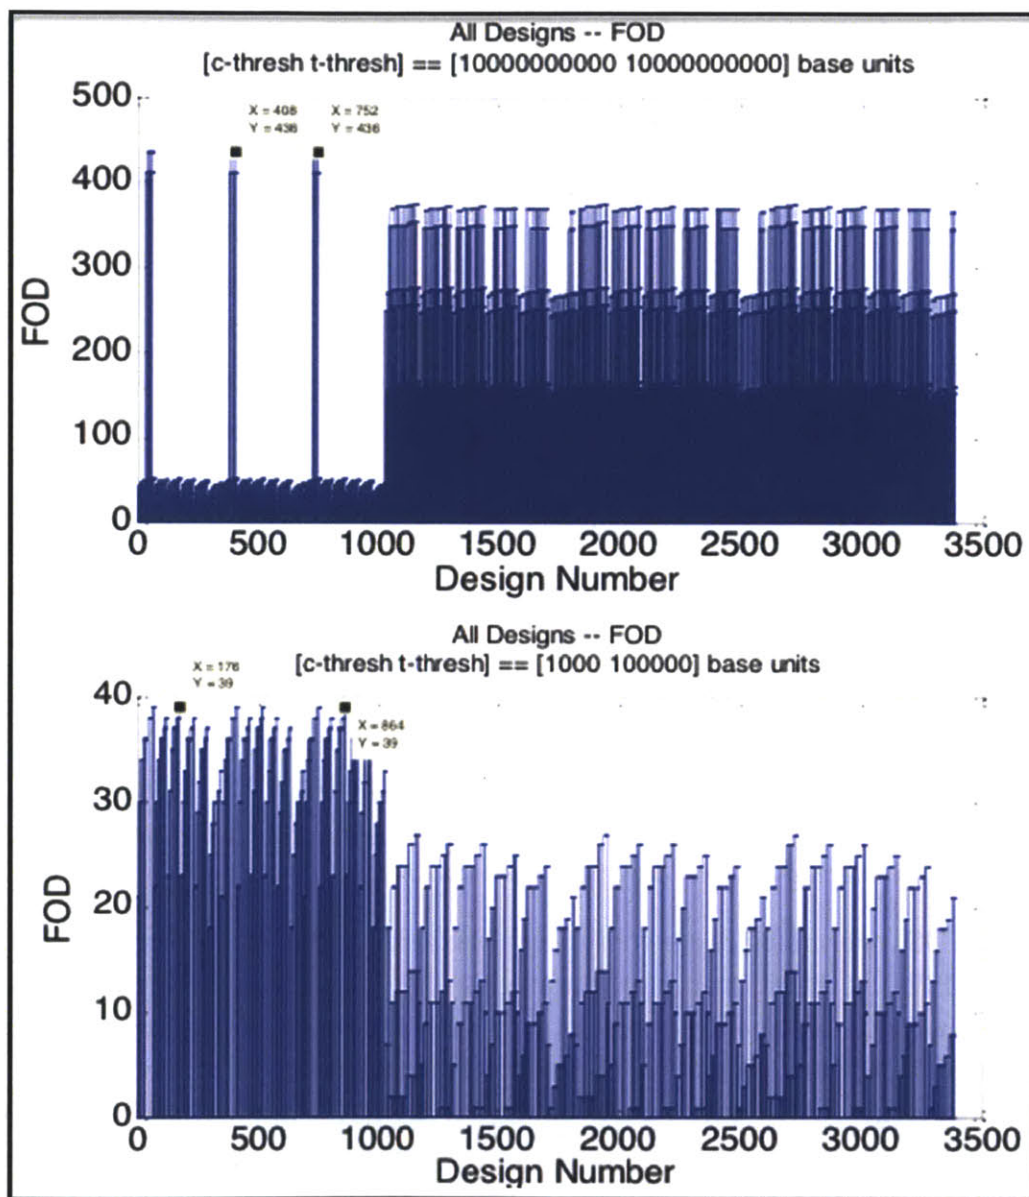 All Designs -- FOD
[c-thresh t-thresh] == [10000000000 10000000000] base units
500
X = 408
Y = 436
X = 752
Y = 436
400
300
200
100
0
FOD
0 500 1000 1500 2000 2500 3000 3500
Design Number
All Designs -- FOD
[c-thresh t-thresh] == [1000 100000] base units
X = 176
Y = 39
40
X = 864
Y = 39
30
20
10
0
FOD
0 500 1000 1500 2000 2500 3000 3500
Design Number